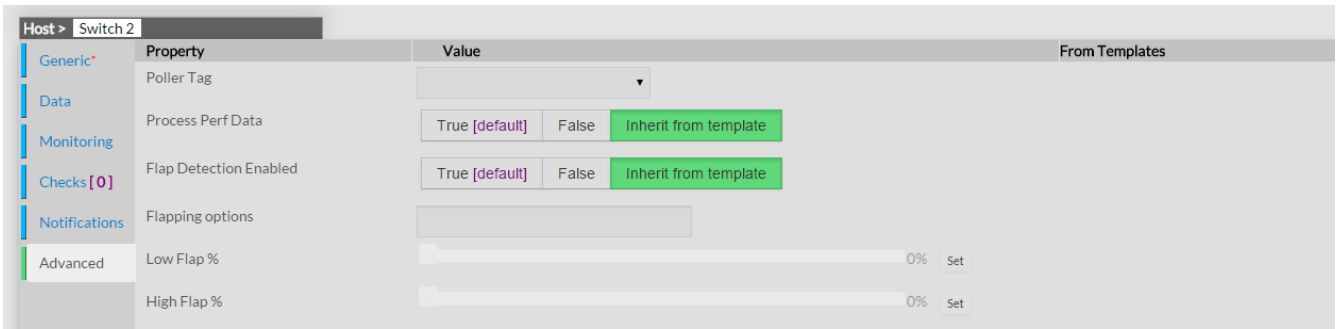 Host > Switch 2
Property Value From Templates
Generic*
Poller Tag
Data
Process Perf Data True [default] False Inherit from template
Monitoring
Flap Detection Enabled True [default] False Inherit from template
Checks [ 0 ]
Notifications
Flapping options
Advanced
Low Flap % 0% Set
High Flap % 0% Set